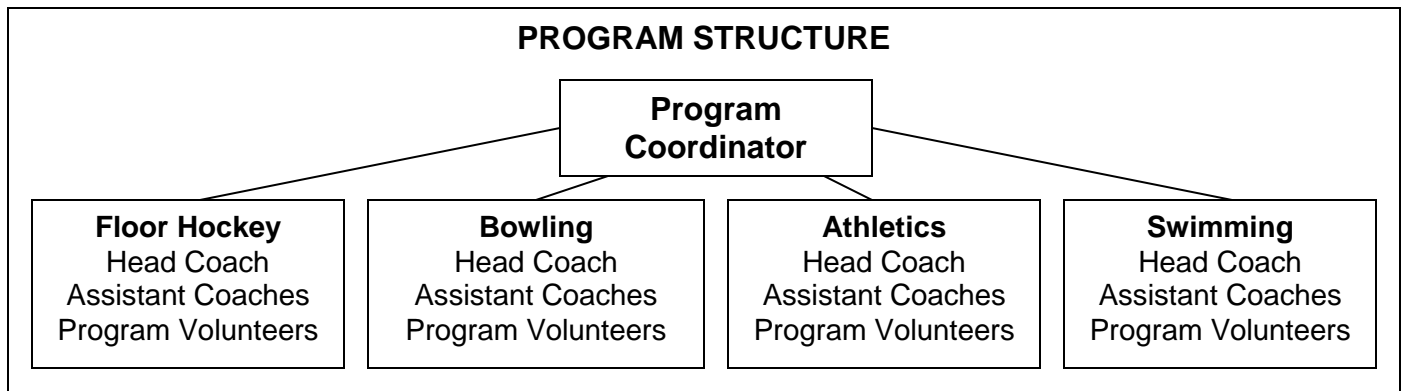 PROGRAM STRUCTURE
Program
Coordinator
Floor Hockey
Head Coach
Assistant Coaches
Program Volunteers
Bowling
Head Coach
Assistant Coaches
Program Volunteers
Athletics
Head Coach
Assistant Coaches
Program Volunteers
Swimming
Head Coach
Assistant Coaches
Program Volunteers